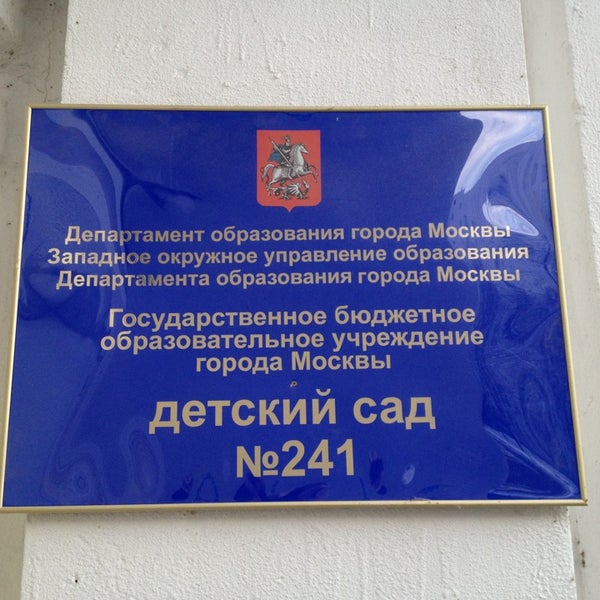 Департамент образования города Москвы
Западное окружное управление образования
Департамента образования города Москвы
Государственное бюджетное
образовательное учреждение
города Москвы
детский сад
№241